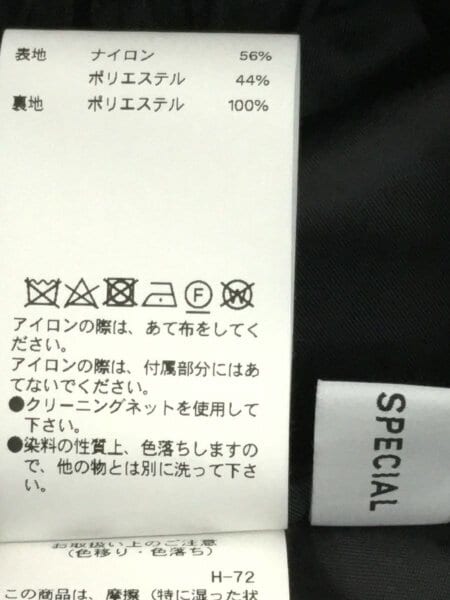 表地 ナイロン 56%
ポリエステル 44%
裏地 ポリエステル 100%
F W
アイロンの際は、あて布をしてく
ださい。
アイロンの際は、付属部分にはあ
てないでください。
●クリーニングネットを使用して
下さい。
●染料の性質上、色落ちしますの
で、他の物とは別に洗って下さ
い。
SPECIAL
お取扱い上のご注意
(色移り・色落ち)
H-72
この商品は、摩擦（特に湿った状